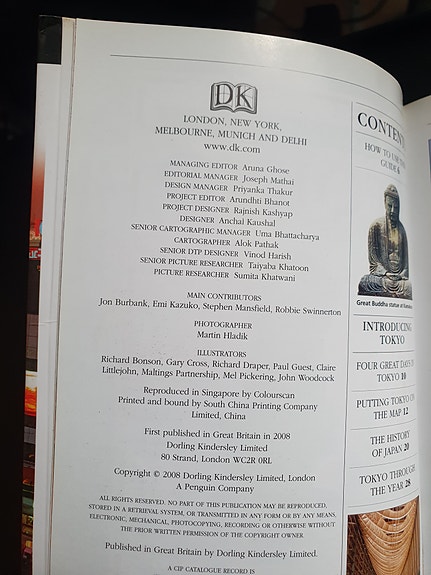 DK
LONDON, NEW YORK,
MELBOURNE, MUNICH AND DELHI
www.dk.com
MANAGING EDITOR Aruna Ghose
EDITORIAL MANAGER Joseph Mathai
DESIGN MANAGER Priyanka Thakur
PROJECT EDITOR Arundhti Bhanot
PROJECT DESIGNER Rajnish Kashyap
DESIGNER Anchal Kaushal
SENIOR CARTOGRAPHIC MANAGER Uma Bhattacharya
CARTOGRAPHER Alok Pathak
SENIOR DTP DESIGNER Vinod Harish
SENIOR PICTURE RESEARCHER Taiyaba Khatoon
PICTURE RESEARCHER Sumita Khatwani
MAIN CONTRIBUTORS
Jon Burbank, Emi Kazuko, Stephen Mansfield, Robbie Swinnerton
PHOTOGRAPHER
Martin Hladik
ILLUSTRATORS
Richard Bonson, Gary Cross, Richard Draper, Paul Guest, Claire
Littlejohn, Maltings Partnership, Mel Pickering, John Woodcock
Reproduced in Singapore by Colourscan
Printed and bound by South China Printing Company
Limited, China
First published in Great Britain in 2008
Dorling Kindersley Limited
80 Strand, London WC2R 0RL
Copyright © 2008 Dorling Kindersley Limited, London
A Penguin Company
ALL RIGHTS RESERVED. NO PART OF THIS PUBLICATION MAY BE REPRODUCED,
STORED IN A RETRIEVAL SYSTEM, OR TRANSMITTED IN ANY FORM OR BY ANY MEANS,
ELECTRONIC, MECHANICAL, PHOTOCOPYING, RECORDING OR OTHERWISE WITHOUT
THE PRIOR WRITTEN PERMISSION OF THE COPYRIGHT OWNER.
Published in Great Britain by Dorling Kindersley Limited.
A CIP CATALOGUE RECORD IS
CONTEN
HOW TO USE
GUIDE 6
Great Buddha statue at
INTRODUCING
TOKYO
FOUR GREAT DAYS
TOKYO 10
PUTTING TOKYO ON
THE MAP 12
THE HISTORY
OF JAPAN 20
TOKYO THROUGH
THE YEAR 28